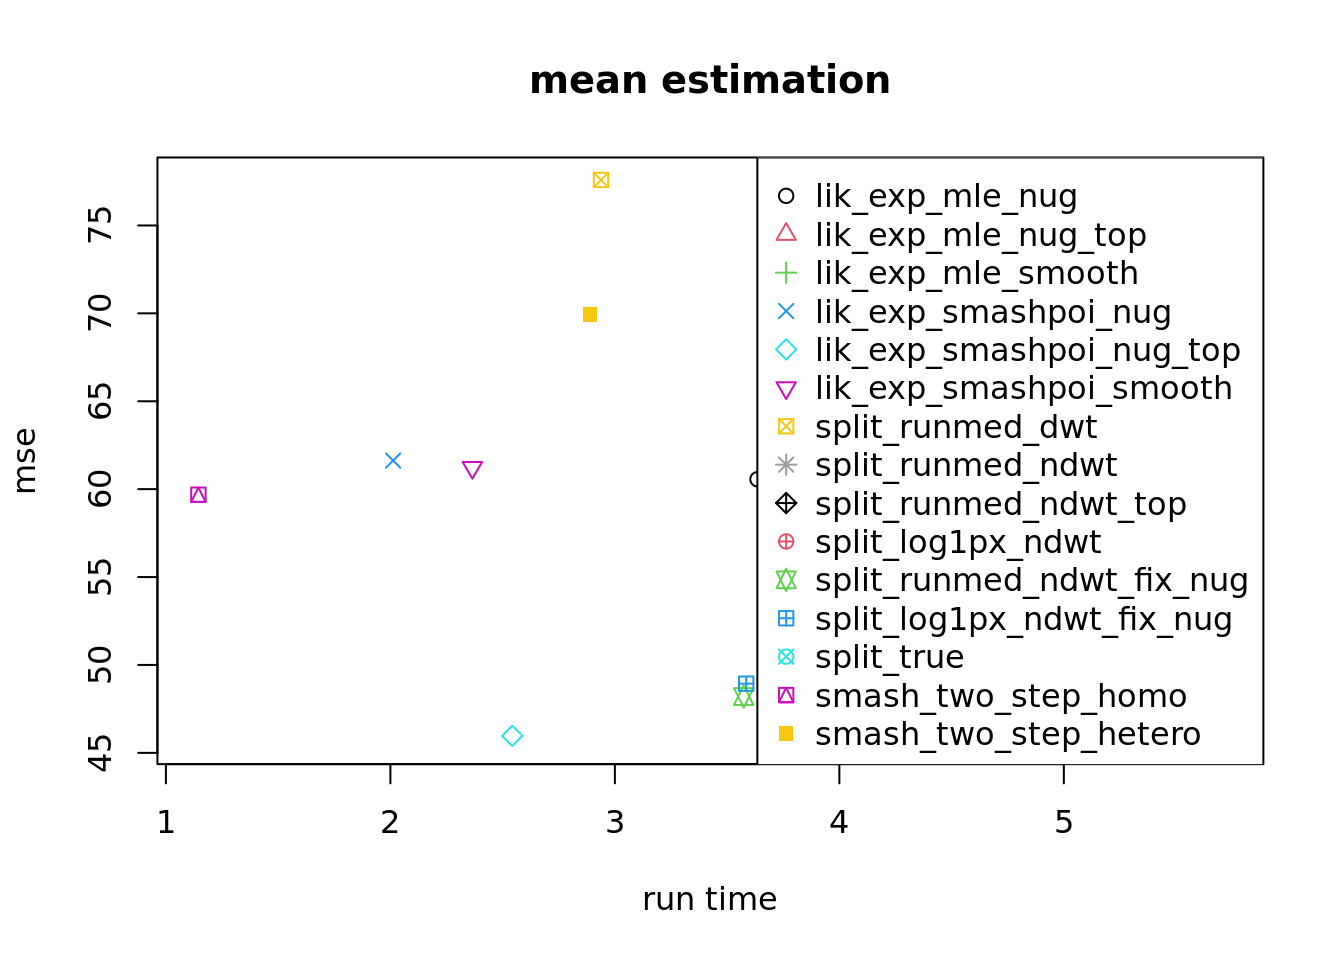 mean estimation
mse
75
70
65
60
55
50
45
lik_exp_mle_nug
lik_exp_mle_nug_top
lik_exp_mle_smooth
lik_exp_smashpoi_nug
lik_exp_smashpoi_nug_top
lik_exp_smashpoi_smooth
split_runmed_dwt
split_runmed_ndwt
split_runmed_ndwt_top
split_log1px_ndwt
split_runmed_ndwt_fix_nug
split_log1px_ndwt_fix_nug
split_true
smash_two_step_homo
smash_two_step_hetero
1 2 3 4 5
run time